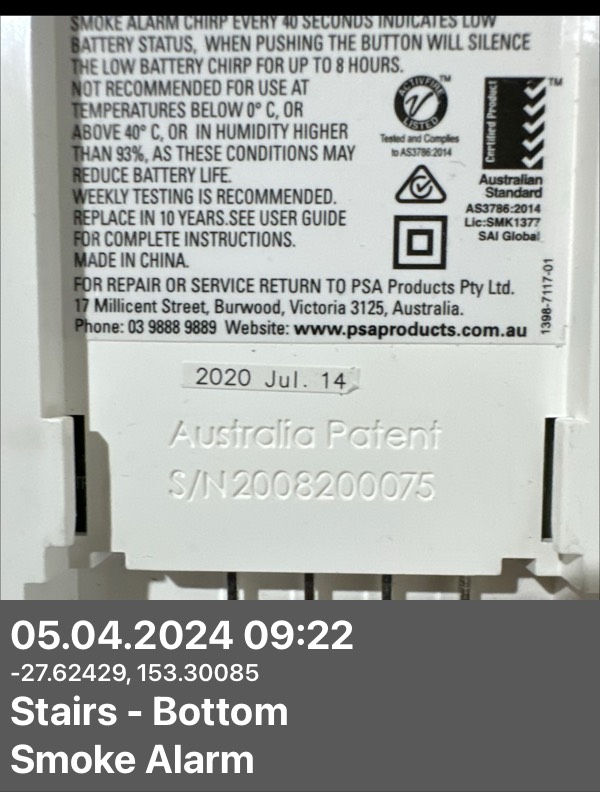 SMOKE ALARM CHIRP EVERY 40 SECONDS INDICATES LOW
BATTERY STATUS, WHEN PUSHING THE BUTTON WILL SILENCE
THE LOW BATTERY CHIRP FOR UP TO 8 HOURS.
NOT RECOMMENDED FOR USE AT
TEMPERATURES BELOW 0° C, OR
ABOVE 40° C, OR IN HUMIDITY HIGHER
THAN 93%, AS THESE CONDITIONS MAY
REDUCE BATTERY LIFE.
WEEKLY TESTING IS RECOMMENDED.
REPLACE IN 10 YEARS.SEE USER GUIDE
FOR COMPLETE INSTRUCTIONS.
MADE IN CHINA.
ACTIVFIRE
LISTED
TM
Tested and Complies
to AS3786:2014
Certified Product
TM
Australian
Standard
AS3786:2014
Lic:SMK1377
SAI Global
FOR REPAIR OR SERVICE RETURN TO PSA Products Pty Ltd.
17 Millicent Street, Burwood, Victoria 3125, Australia.
Phone: 03 9888 9889 Website: www.psaproducts.com.au
1398-7117-01
2020 Jul. 14
Australia Patent
S/N2008200075
05.04.2024 09:22
-27.62429, 153.30085
Stairs - Bottom
Smoke Alarm